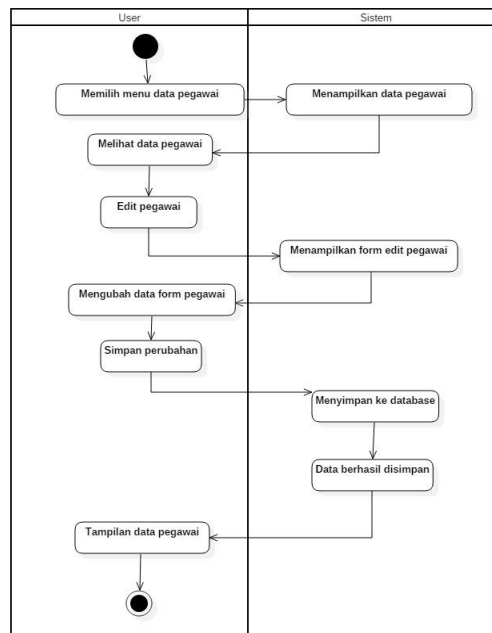 User
Sistem
Memilih menu data pegawai
Menampilkan data pegawai
Melihat data pegawai
Edit pegawai
Menampilkan form edit pegawai
Mengubah data form pegawai
Simpan perubahan
Menyimpan ke database
Data berhasil disimpan
Tampilan data pegawai